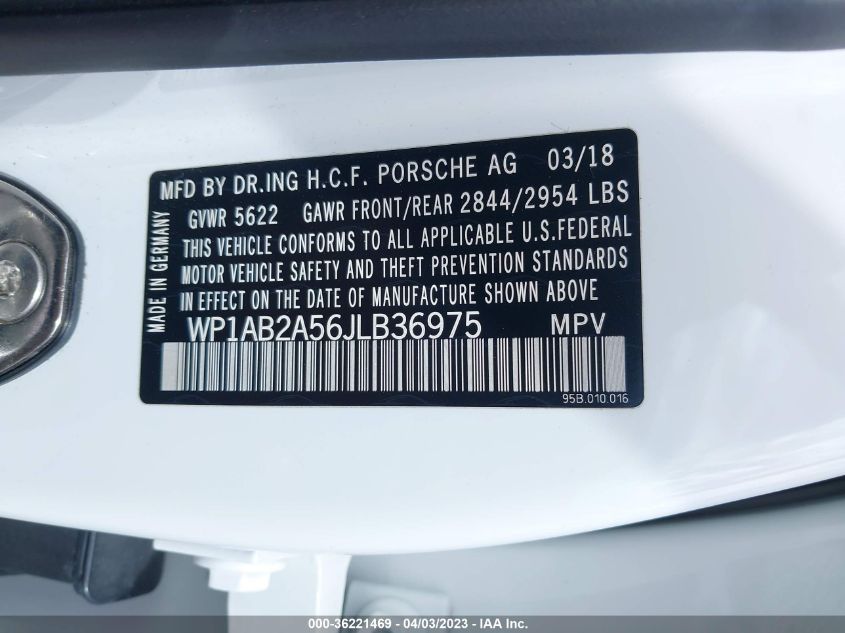 MFD BY DR.ING H.C.F. PORSCHE AG 03/18
GVWR 5622 GAWR FRONT/REAR 2844/2954 LBS
THIS VEHICLE CONFORMS TO ALL APPLICABLE U.S.FEDERAL
MOTOR VEHICLE SAFETY AND THEFT PREVENTION STANDARDS
IN EFFECT ON THE DATE OF MANUFACTURE SHOWN ABOVE
MADE IN GERMANY
WP1AB2A56JLB36975 MPV
95B.010.016
000-36221469 - 04/03/2023 - IAA Inc.